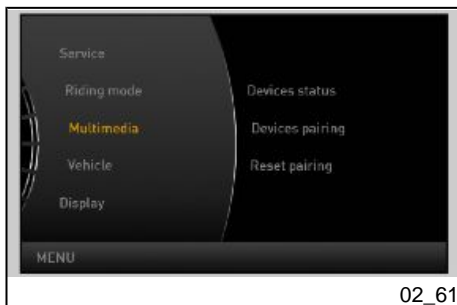 Service
Riding mode
Multimedia
Vehicle
Display
Devices status
Devices pairing
Reset pairing
MENU
02_61